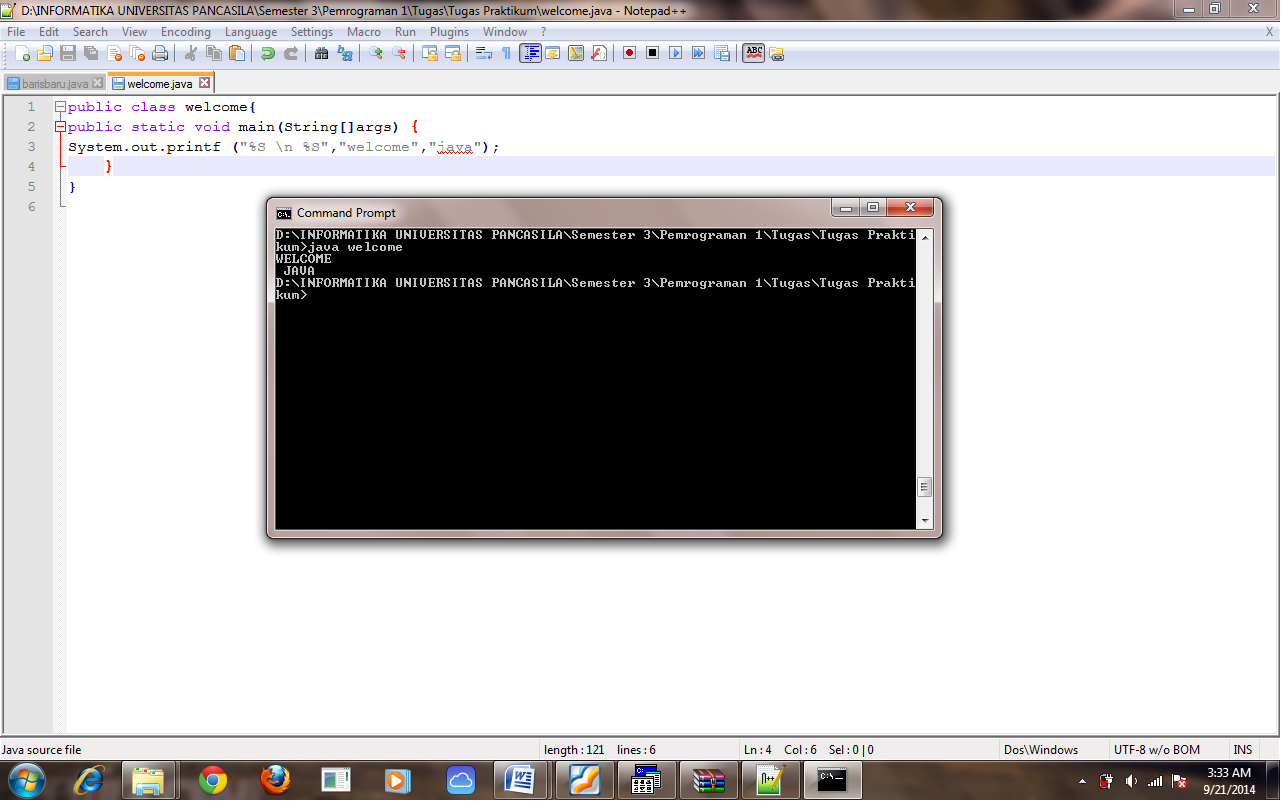 D:\INFORMATIKA UNIVERSITAS PANCASILA\Semester 3\Pemrograman 1\Tugas\Tugas Praktikum\welcome.java - Notepad++
File Edit Search View Encoding Language Settings Macro Run Plugins Window ? X
ABC
barisbaru.java welcome.java
1 public class welcome{
2 public static void main(String[]args) {
3 System.out.printf ("%S \n %S","welcome","java");
4 }
5 }
6
C:\. Command Prompt
D:\INFORMATIKA UNIVERSITAS PANCASILA\Semester 3\Pemrograman 1\Tugas\Tugas Prakti
kum>java welcome
WELCOME
JAVA
D:\INFORMATIKA UNIVERSITAS PANCASILA\Semester 3\Pemrograman 1\Tugas\Tugas Prakti
kum>
Java source file length : 121 lines : 6 Ln : 4 Col : 6 Sel : 0 | 0 Dos\Windows UTF-8 w/o BOM INS
3:33 AM
9/21/2014